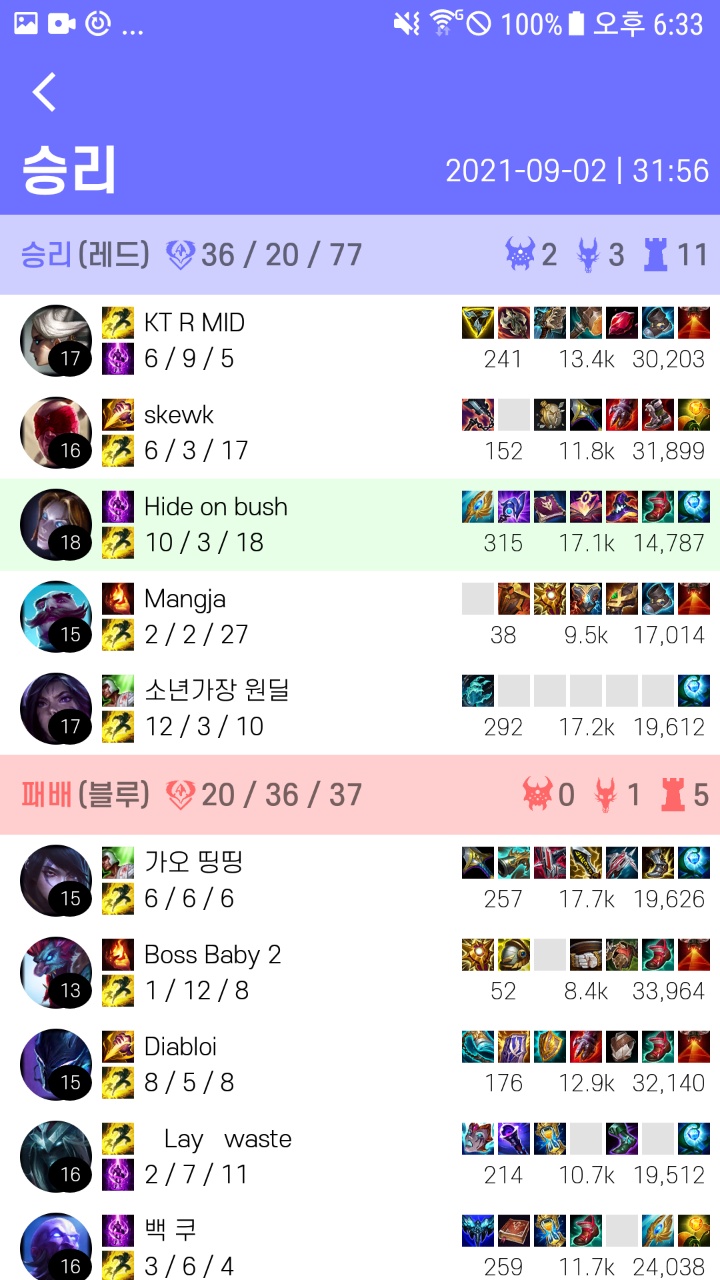 ... 100% 오후 6:33
승리 2021-09-02 | 31:56
승리 (레드) 36 / 20 / 77 2 3 11
17 KT R MID
6 / 9 / 5 241 13.4k 30,203
16 skewk
6 / 3 / 17 152 11.8k 31,899
18 Hide on bush
10 / 3 / 18 315 17.1k 14,787
15 Mangja
2 / 2 / 27 38 9.5k 17,014
17 소년가장 원딜
12 / 3 / 10 292 17.2k 19,612
패배 (블루) 20 / 36 / 37 0 1 5
15 가오 띵띵
6 / 6 / 6 257 17.7k 19,626
13 Boss Baby 2
1 / 12 / 8 52 8.4k 33,964
15 Diabloi
8 / 5 / 8 176 12.9k 32,140
16 Lay waste
2 / 7 / 11 214 10.7k 19,512
16 백 쿠
3 / 6 / 4 259 11.7k 24,038